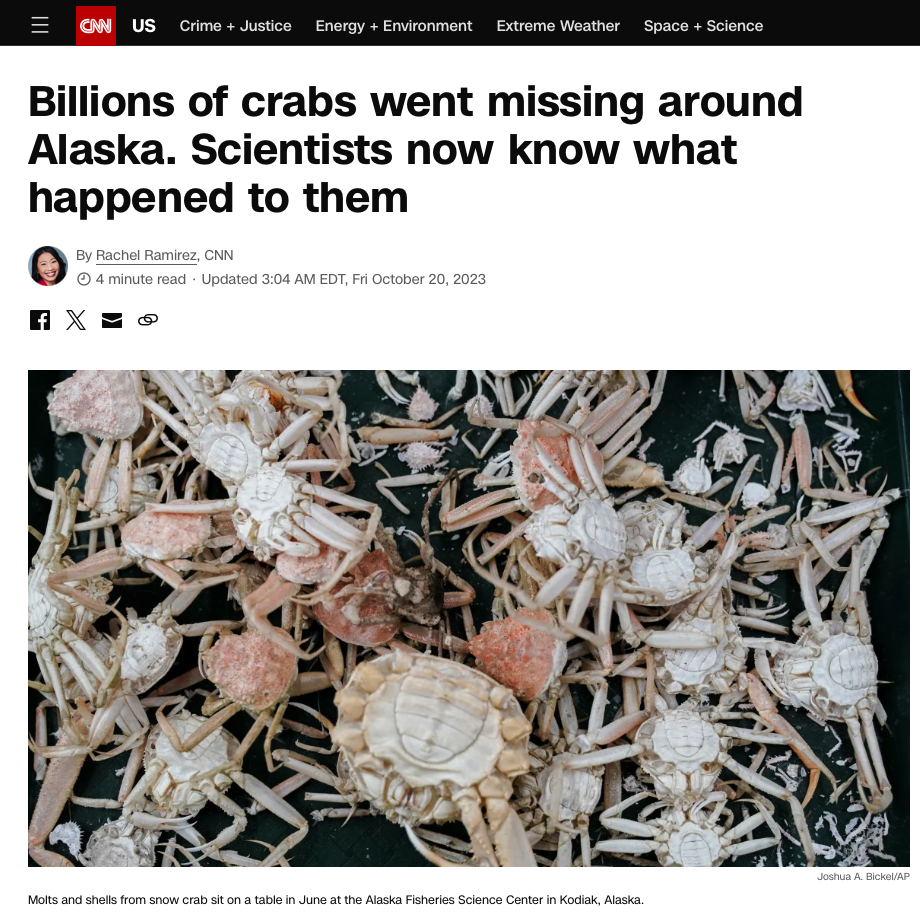 CNN US Crime + Justice Energy + Environment Extreme Weather Space + Science
Billions of crabs went missing around
Alaska. Scientists now know what
happened to them
By Rachel Ramirez, CNN
4 minute read · Updated 3:04 AM EDT, Fri October 20, 2023
Joshua A. Bickel/AP
Molts and shells from snow crab sit on a table in June at the Alaska Fisheries Science Center in Kodiak, Alaska.